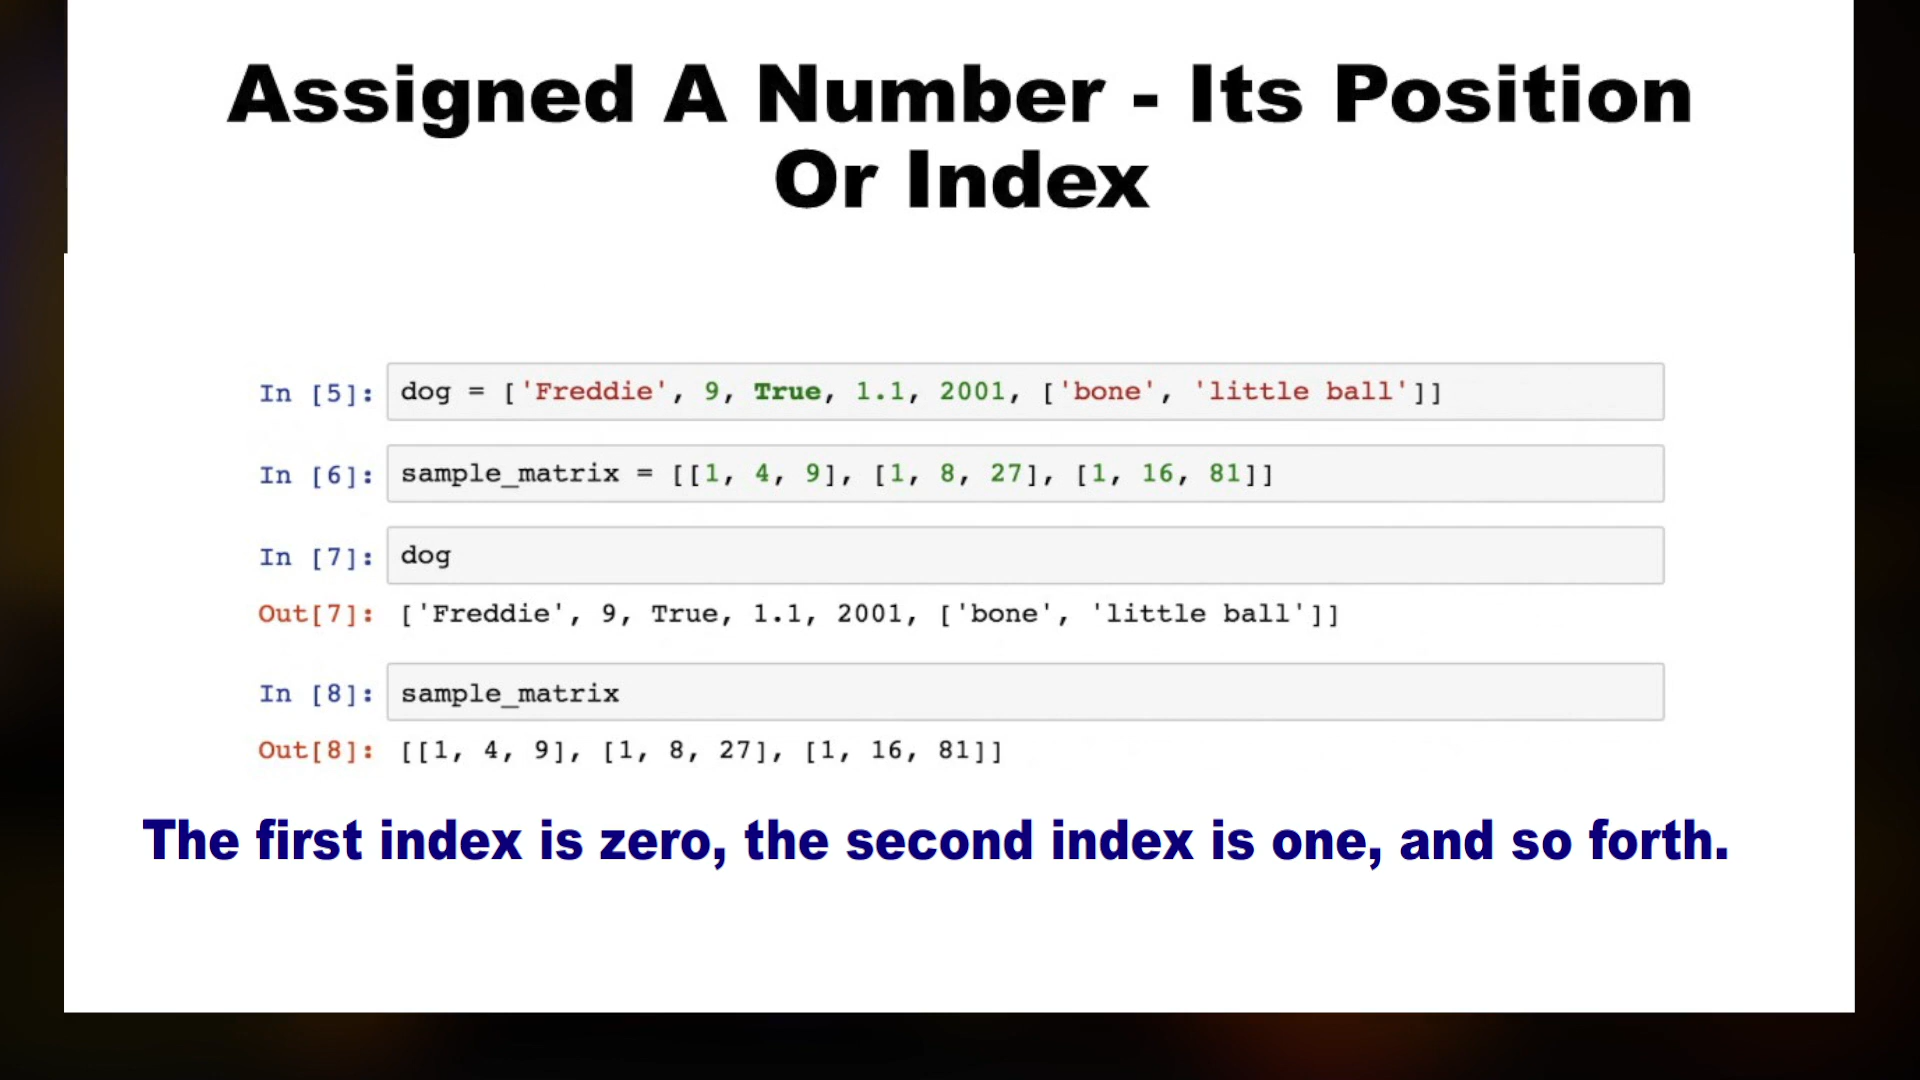 Assigned A Number - Its Position
Or Index
In [5]: dog = ['Freddie', 9, True, 1.1, 2001, ['bone', 'little ball']]
In [6]: sample_matrix = [[1, 4, 9], [1, 8, 27], [1, 16, 81]]
In [7]: dog
Out[7]: ['Freddie', 9, True, 1.1, 2001, ['bone', 'little ball']]
In [8]: sample_matrix
Out[8]: [[1, 4, 9], [1, 8, 27], [1, 16, 81]]
The first index is zero, the second index is one, and so forth.